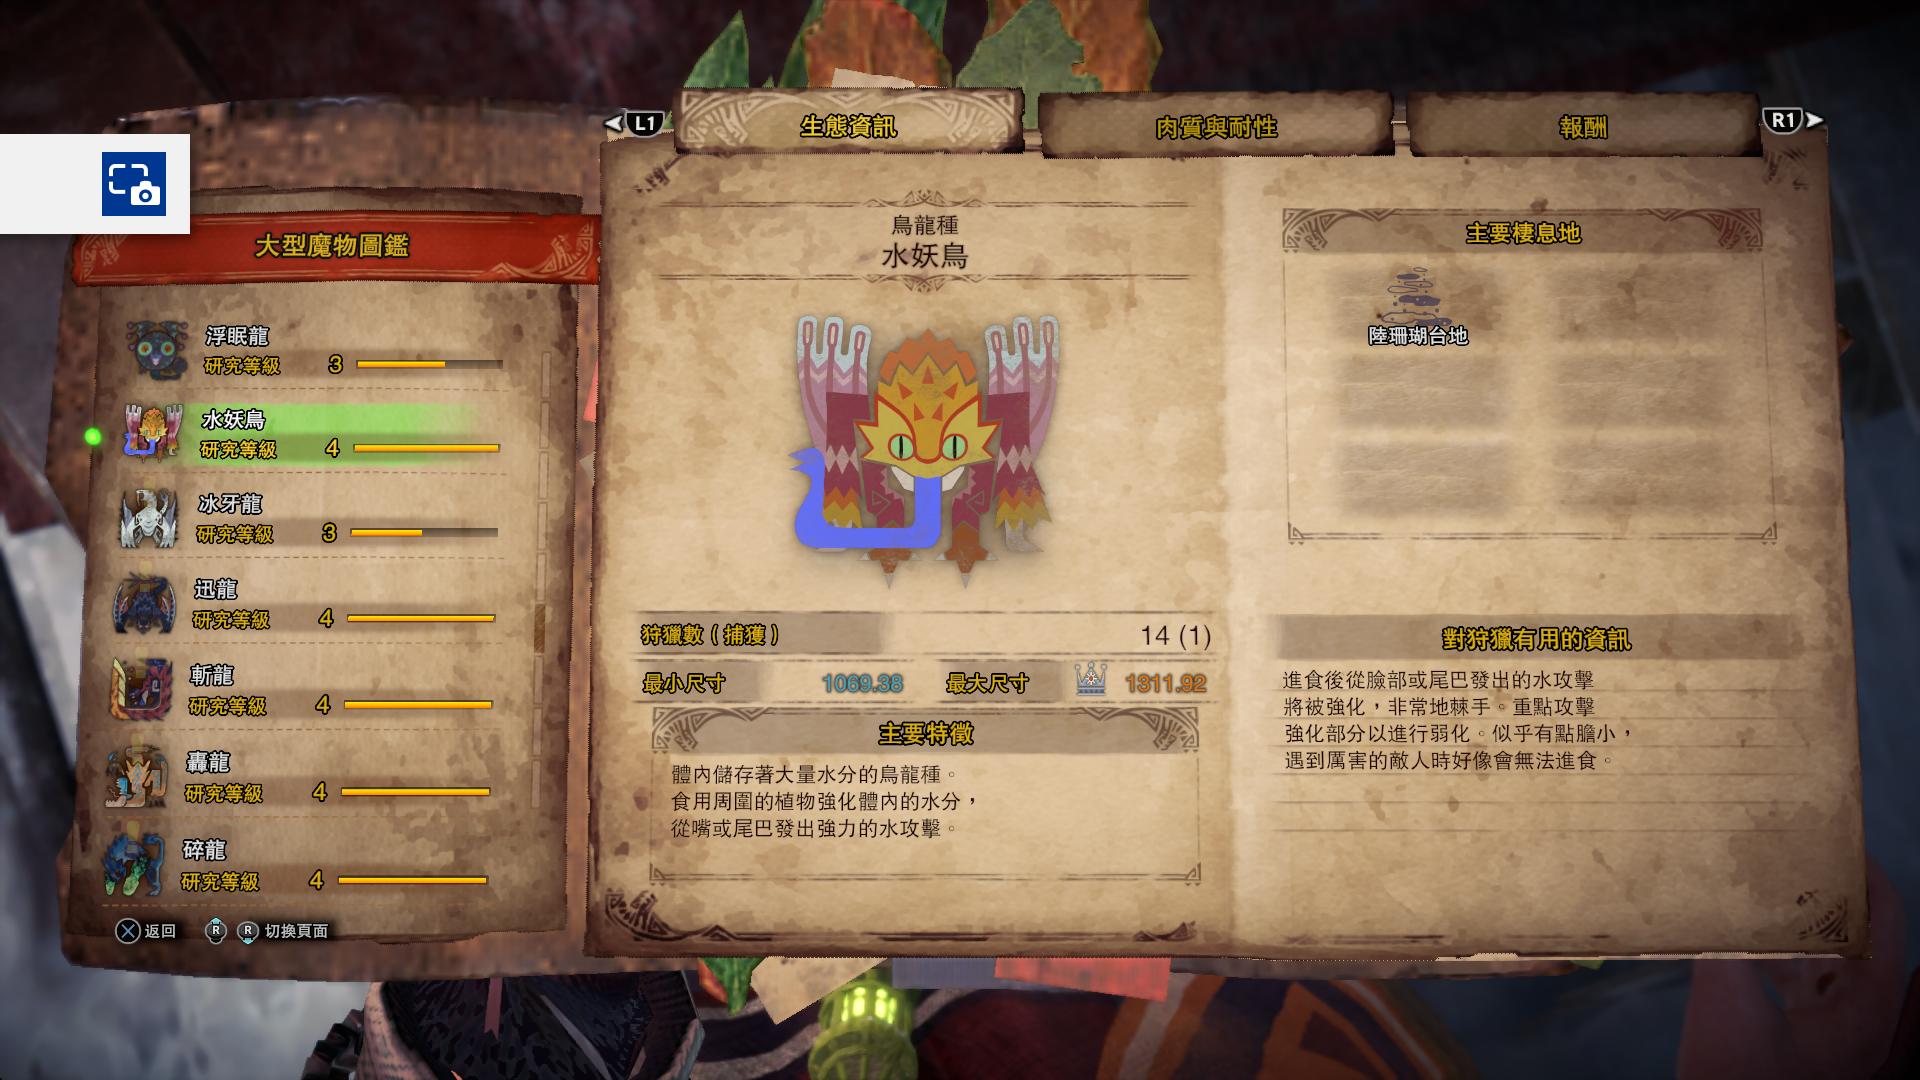 L1
生態資訊
肉質與耐性
報酬
R1
大型魔物圖鑑
浮眠龍
研究等級 3
水妖鳥
研究等級 4
冰牙龍
研究等級 3
迅龍
研究等級 4
斬龍
研究等級 4
轟龍
研究等級 4
碎龍
研究等級 4
返回 R R 切換頁面
鳥龍種
水妖鳥
狩獵數(捕獲) 14 (1)
最小尺寸 1069.38 最大尺寸 1311.92
主要特徵
體內儲存著大量水分的鳥龍種。
食用周圍的植物強化體內的水分,
從嘴或尾巴發出強力的水攻擊。
主要棲息地
陸珊瑚台地
對狩獵有用的資訊
進食後從臉部或尾巴發出的水攻擊
將被強化,非常地棘手。重點攻擊
強化部分以進行弱化。似乎有點膽小,
遇到厲害的敵人時好像會無法進食。